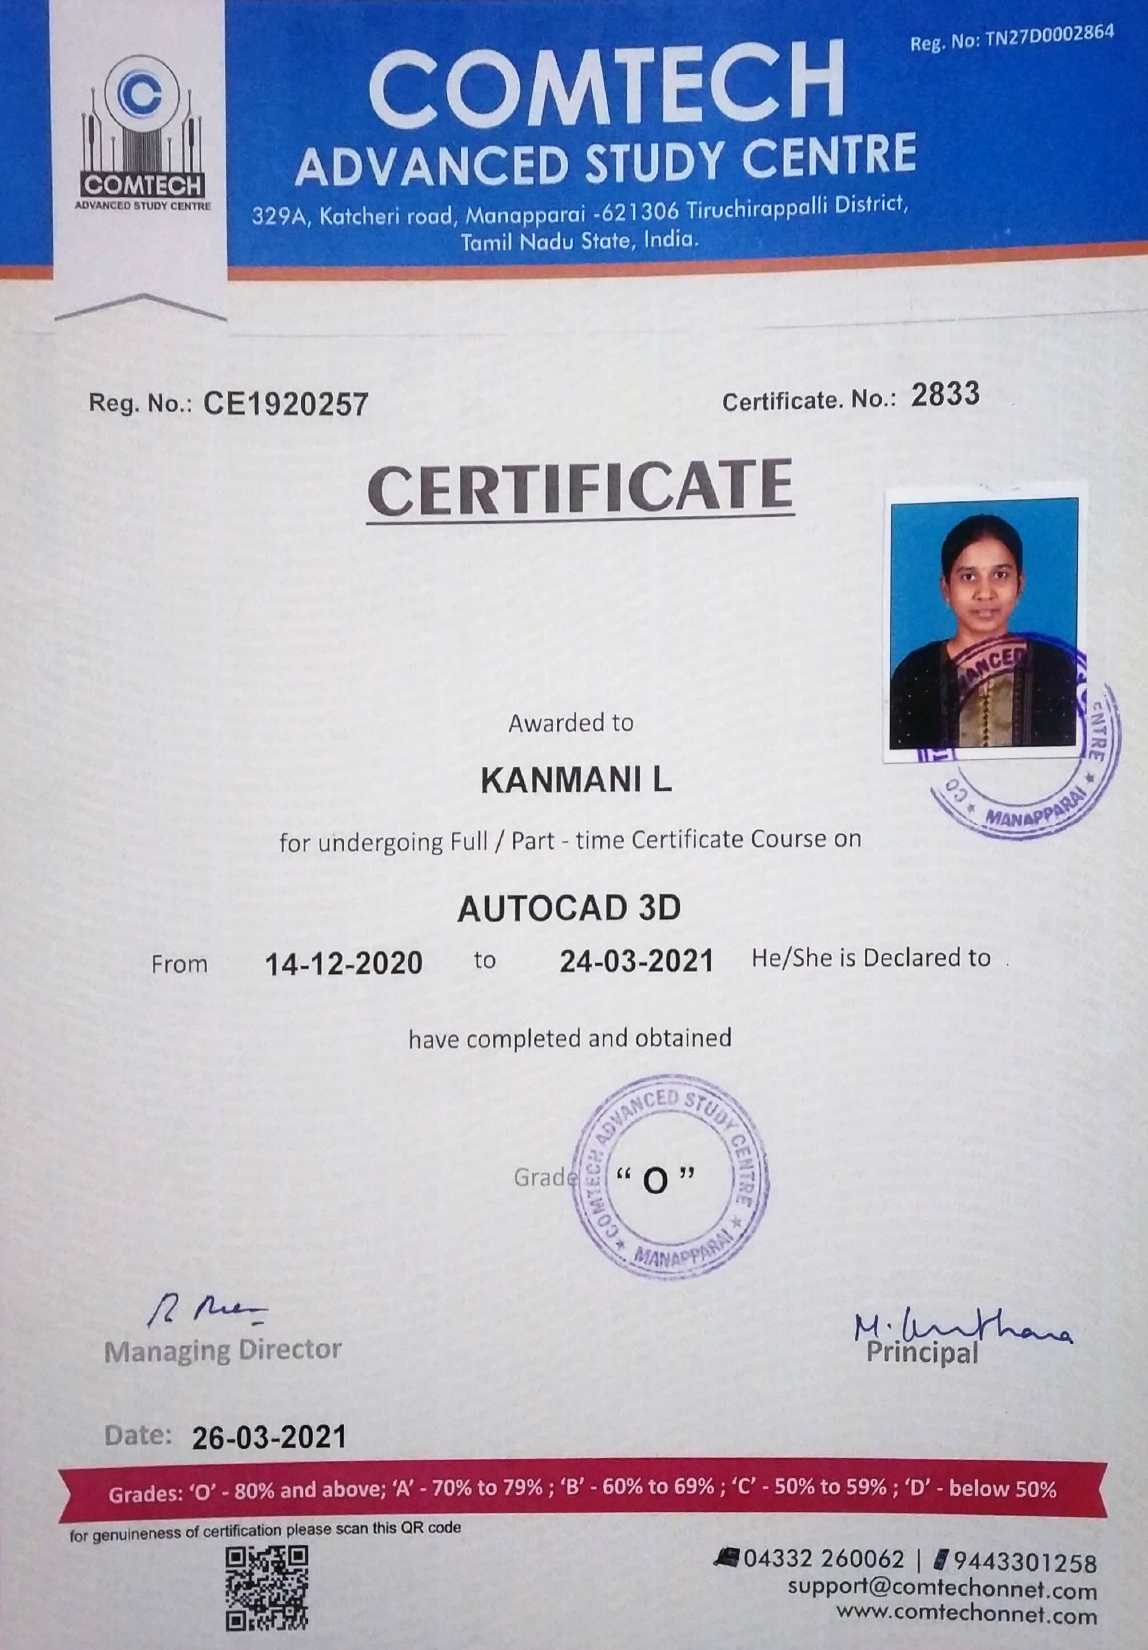 Reg. No: TN27D0002864
COMTECH
ADVANCED STUDY CENTRE
COMTECH
ADVANCED STUDY CENTRE
329A, Katcheri road, Manapparai -621306 Tiruchirappalli District,
Tamil Nadu State, India.
Reg. No.: CE1920257
Certificate. No.: 2833
CERTIFICATE
ANCED
ENTRE ★
CO ★ MANAPPARAI
Awarded to
KANMANI L
for undergoing Full / Part - time Certificate Course on
AUTOCAD 3D
From 14-12-2020 to 24-03-2021 He/She is Declared to .
have completed and obtained
COMTECH ADVANCED STUDY CENTRE
★ MANAPPARAI ★
Grade “ O ”
Managing Director
M.
Principal
Date: 26-03-2021
Grades: ‘O’ - 80% and above; ‘A’ - 70% to 79% ; ‘B’ - 60% to 69% ; ‘C’ - 50% to 59% ; ‘D’ - below 50%
for genuineness of certification please scan this QR code
04332 260062 | 9443301258
support@comtechonnet.com
www.comtechonnet.com